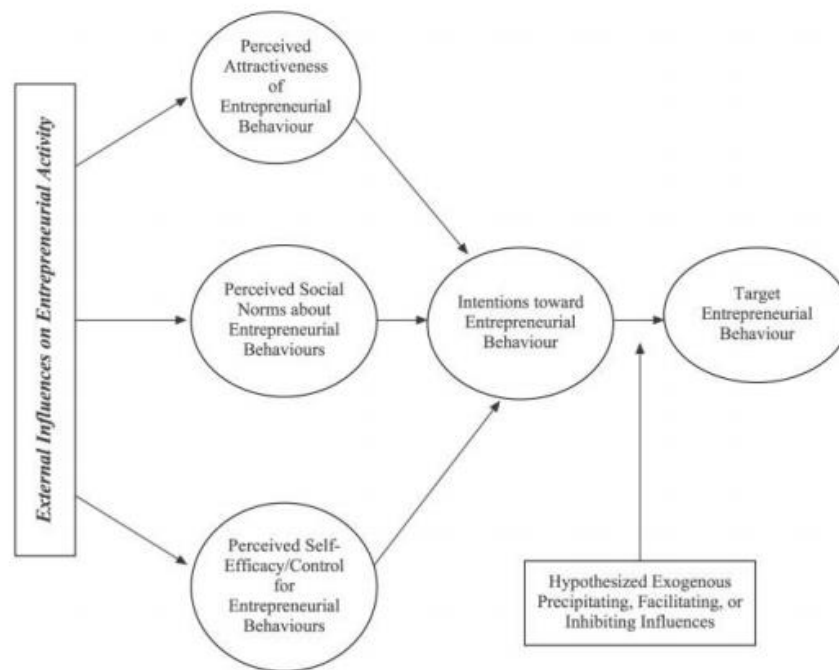 External Influences on Entrepreneurial Activity
Perceived
Attractiveness
of
Entrepreneurial
Behaviour
Perceived Social
Norms about
Entrepreneurial
Behaviours
Perceived Self-
Efficacy/Control
for
Entrepreneurial
Behaviours
Intentions toward
Entrepreneurial
Behaviour
Target
Entrepreneurial
Behaviour
Hypothesized Exogenous
Precipitating, Facilitating, or
Inhibiting Influences